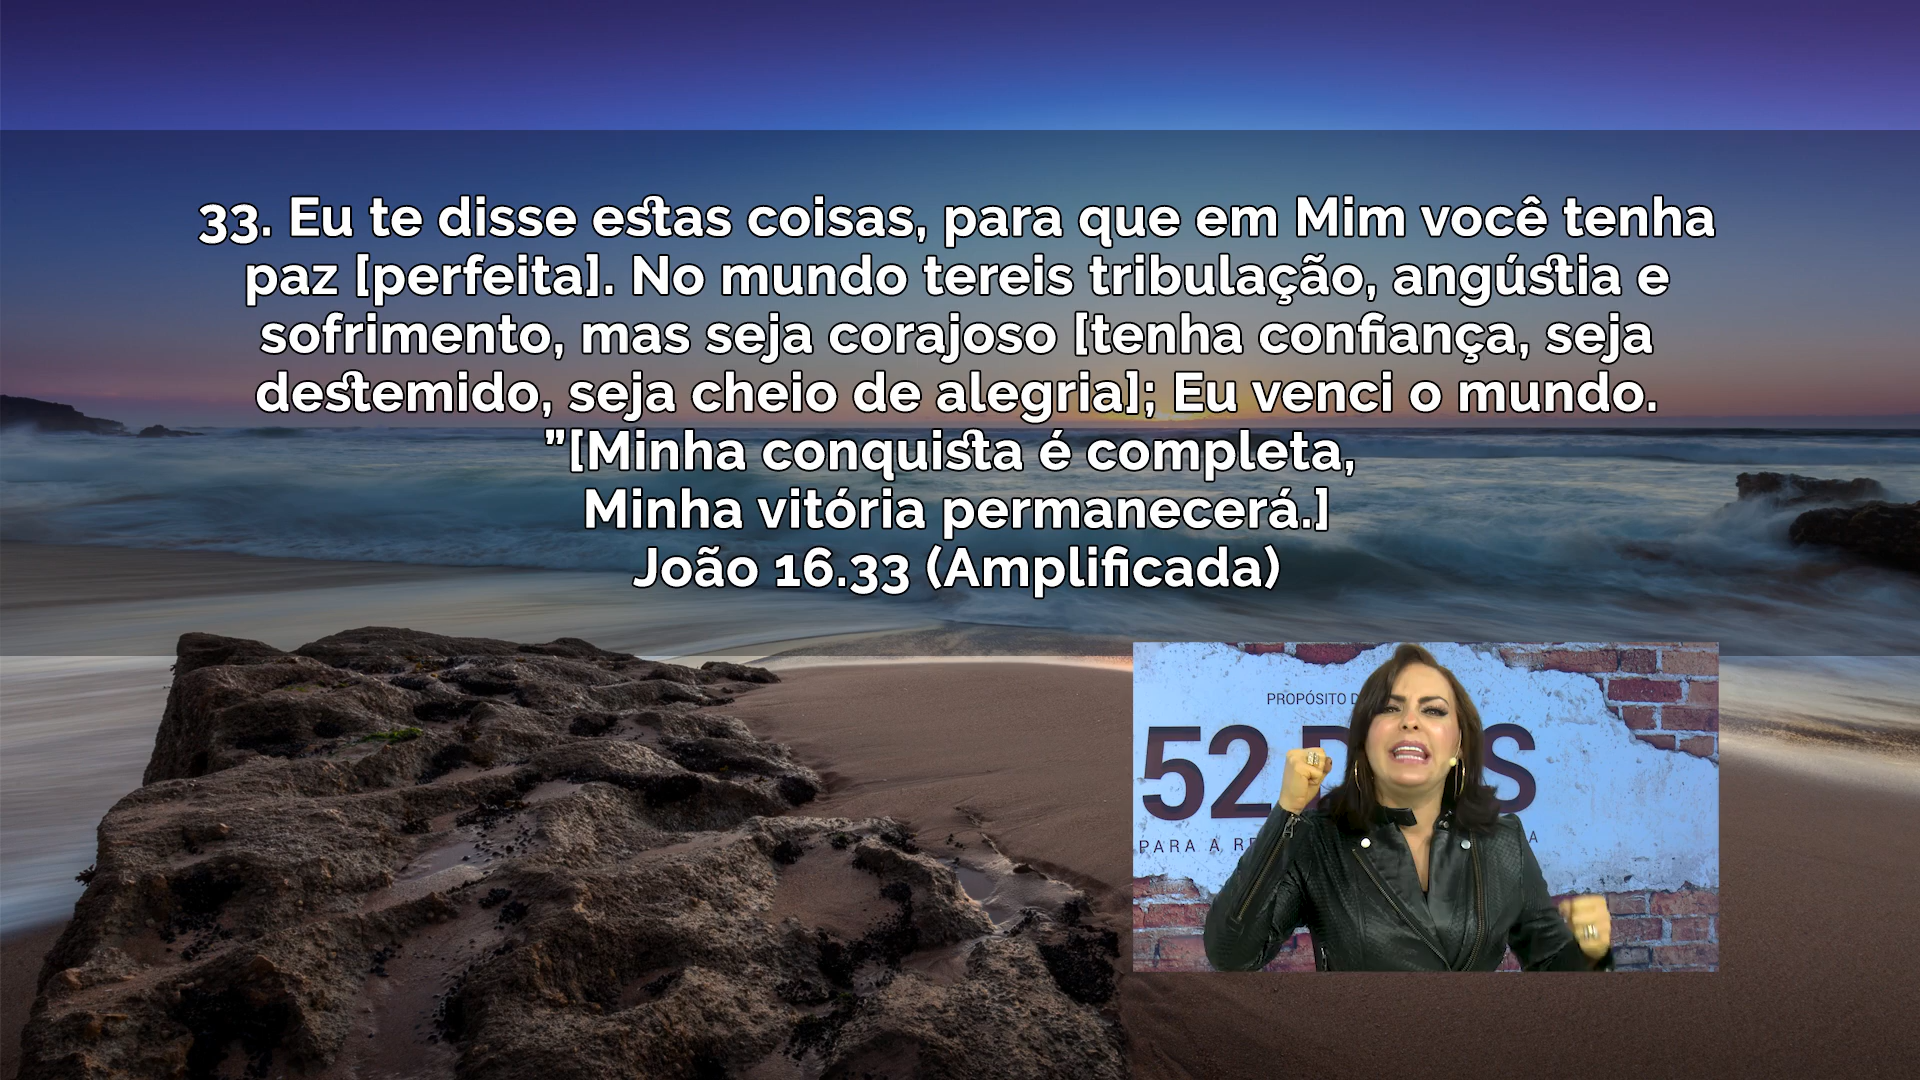 33. Eu te disse estas coisas, para que em Mim você tenha
paz [perfeita]. No mundo tereis tribulação, angústia e
sofrimento, mas seja corajoso [tenha confiança, seja
destemido, seja cheio de alegria]; Eu venci o mundo.
”[Minha conquista é completa,
Minha vitória permanecerá.]
João 16.33 (Amplificada)
PROPÓSITO
52
PARA A